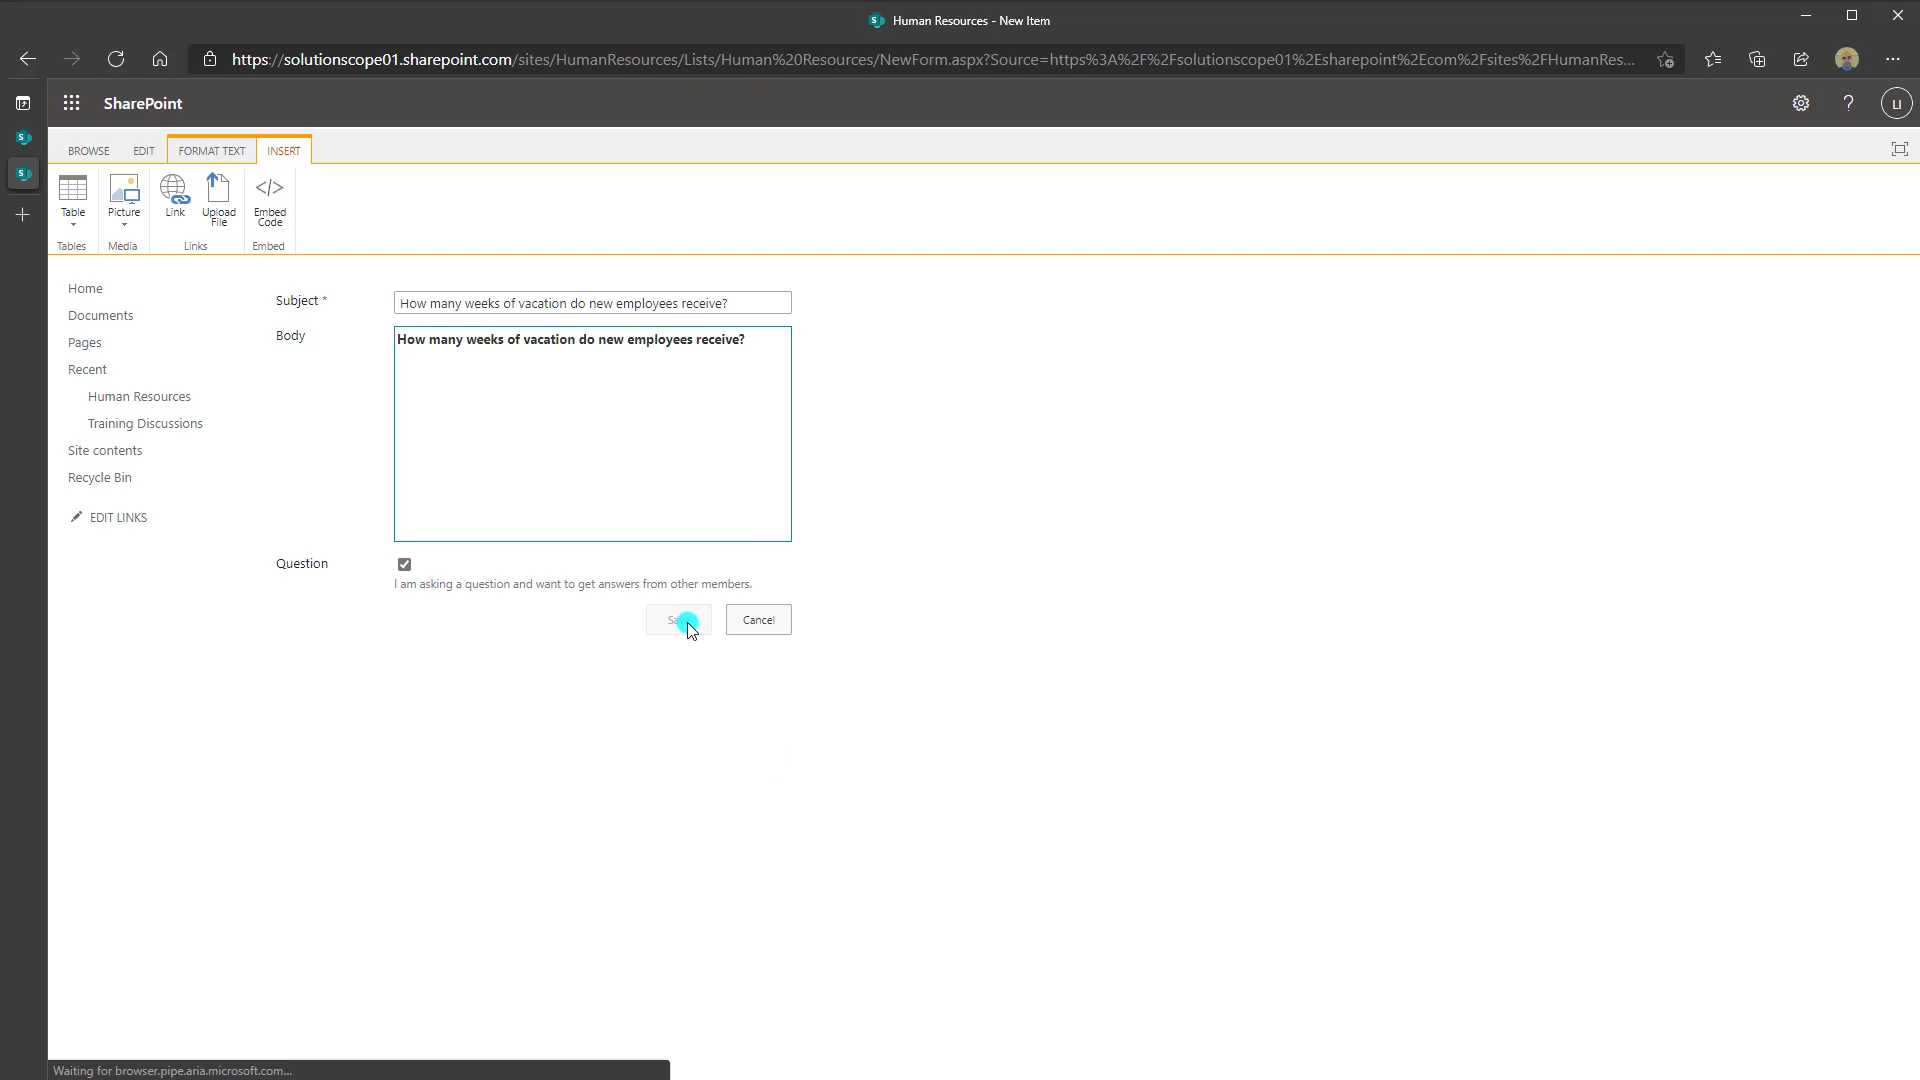 Human Resources - New Item
https://solutionscope01.sharepoint.com/sites/HumanResources/Lists/Human%20Resources/NewForm.aspx?Source=https%3A%2F%2Fsolutionscope01%2Esharepoint%2Ecom%2Fsites%2FHumanRes...
SharePoint
LI
BROWSE EDIT FORMAT TEXT INSERT
Table Picture Link Upload File Embed Code
Tables Media Links Embed
Home
Documents
Pages
Recent
Human Resources
Training Discussions
Site contents
Recycle Bin
EDIT LINKS
Subject * How many weeks of vacation do new employees receive?
Body How many weeks of vacation do new employees receive?
Question
I am asking a question and want to get answers from other members.
Cancel
Waiting for browser.pipe.aria.microsoft.com...